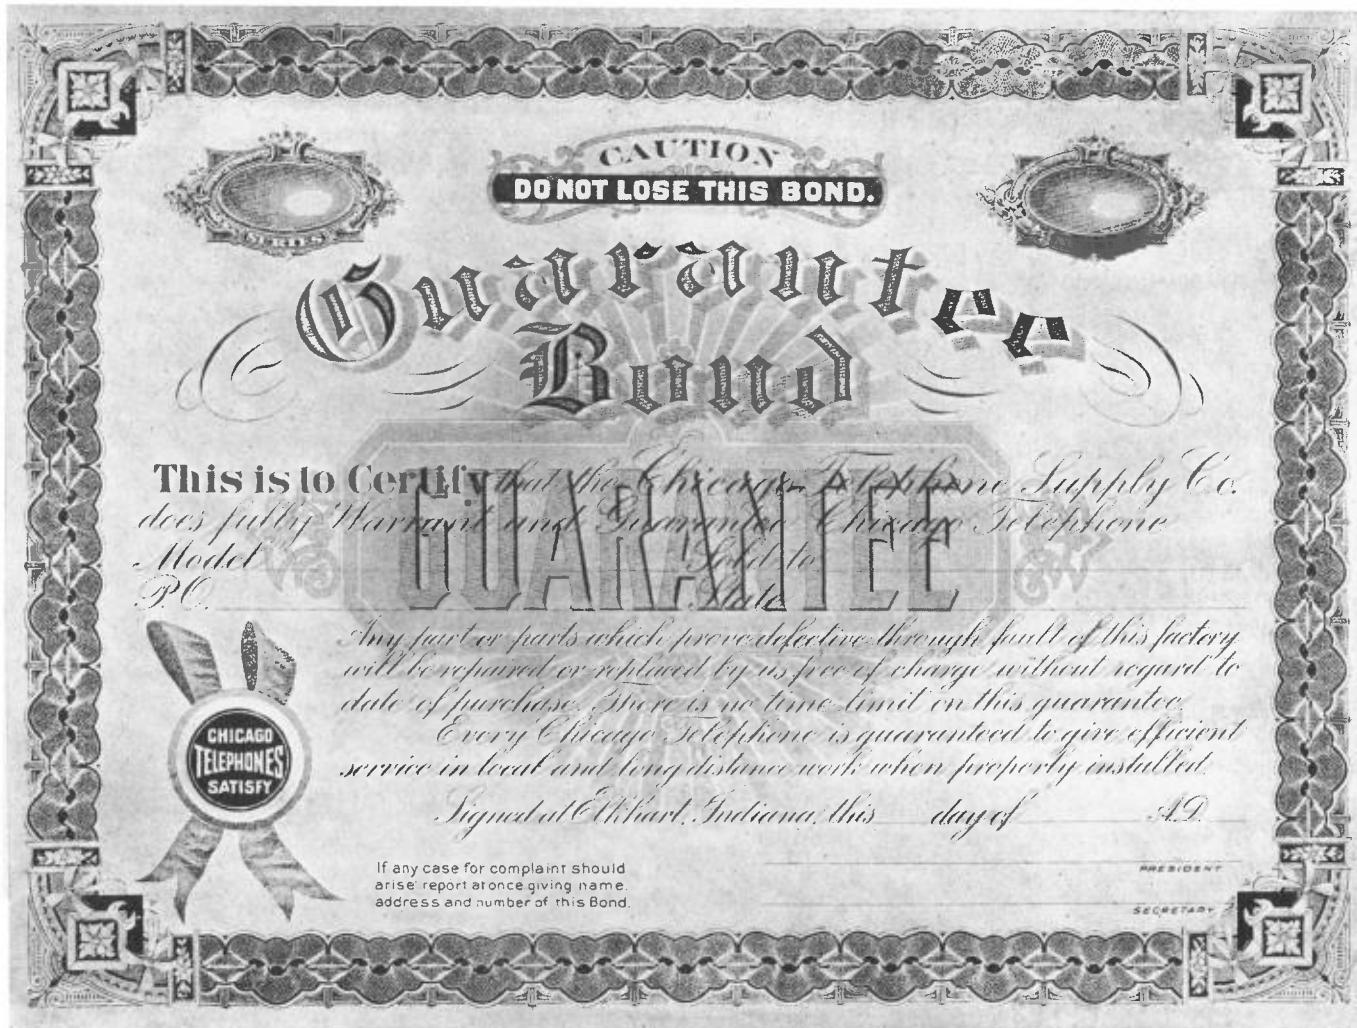 CAUTION
DO NOT LOSE THIS BOND.
SERIES
Guarantee
Bond
GUARANTEE
This is to Certify that the Chicago Telephone Supply Co.
does fully Warrant and Guarantee Chicago Telephone
Model Sold to
P.O. State
Any part or parts which prove defective through fault of this factory
will be repaired or replaced by us free of charge without regard to
date of purchase. There is no time limit on this guarantee.
Every Chicago Telephone is guaranteed to give efficient
service in local and long distance work when properly installed.
Signed at Elkhart, Indiana, this day of A.D.
CHICAGO
TELEPHONES
SATISFY
If any case for complaint should
arise report at once giving name,
address and number of this Bond.
PRESIDENT
SECRETARY